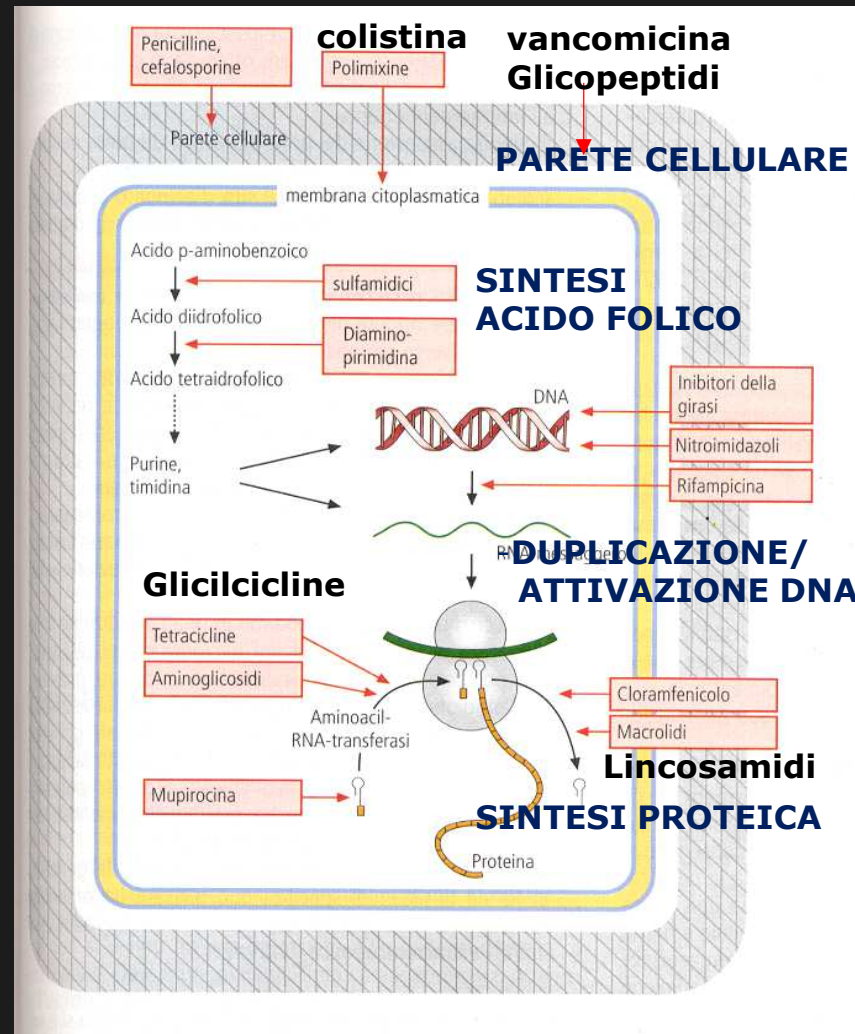 Penicilline,
cefalosporine
colistina
Polimixine
vancomicina
Glicopeptidi
Parete cellulare
PARETE CELLULARE
membrana citoplasmatica
Acido p-aminobenzoico
sulfamidici
SINTESI
ACIDO FOLICO
Acido diidrofolico
Diamino-
pirimidina
Acido tetraidrofolico
Purine,
timidina
DNA
Inibitori della
girasi
Nitroimidazoli
Rifampicina
RNA messaggero
-DUPLICAZIONE/
ATTIVAZIONE DNA
Glicilcicline
Tetracicline
Aminoglicosidi
Aminoacil-
RNA-transferasi
Mupirocina
Cloramfenicolo
Macrolidi
Lincosamidi
SINTESI PROTEICA
Proteina